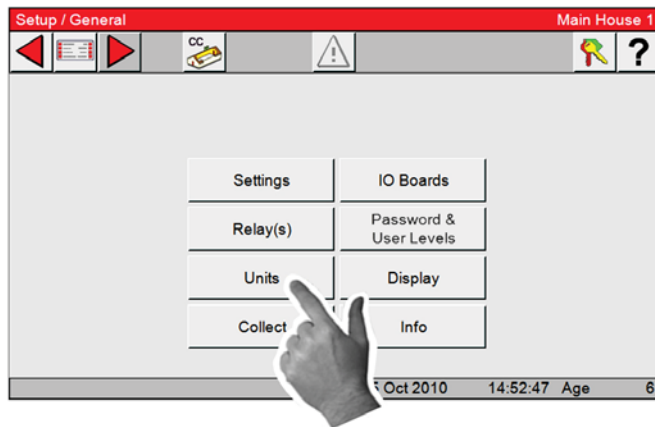 Setup / General Main House 1
CC
?
Settings IO Boards
Relay(s) Password &
User Levels
Units Display
Collect Info
Oct 2010 14:52:47 Age 6